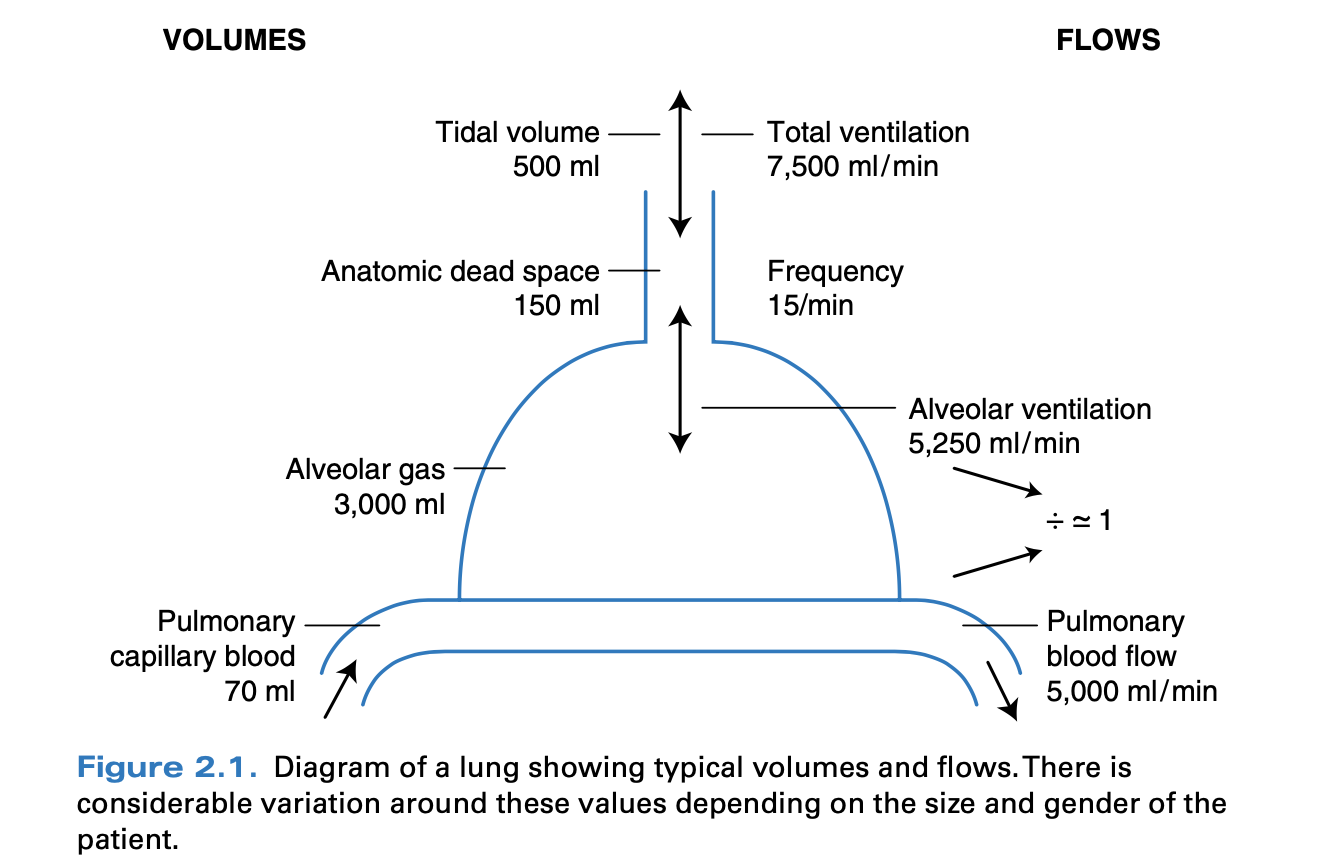 VOLUMES
FLOWS
Tidal volume
500 ml
Total ventilation
7,500 ml/min
Anatomic dead space
150 ml
Frequency
15/min
Alveolar ventilation
5,250 ml/min
Alveolar gas
3,000 ml
÷ ≃ 1
Pulmonary
capillary blood
70 ml
Pulmonary
blood flow
5,000 ml/min
Figure 2.1. Diagram of a lung showing typical volumes and flows. There is
considerable variation around these values depending on the size and gender of the
patient.